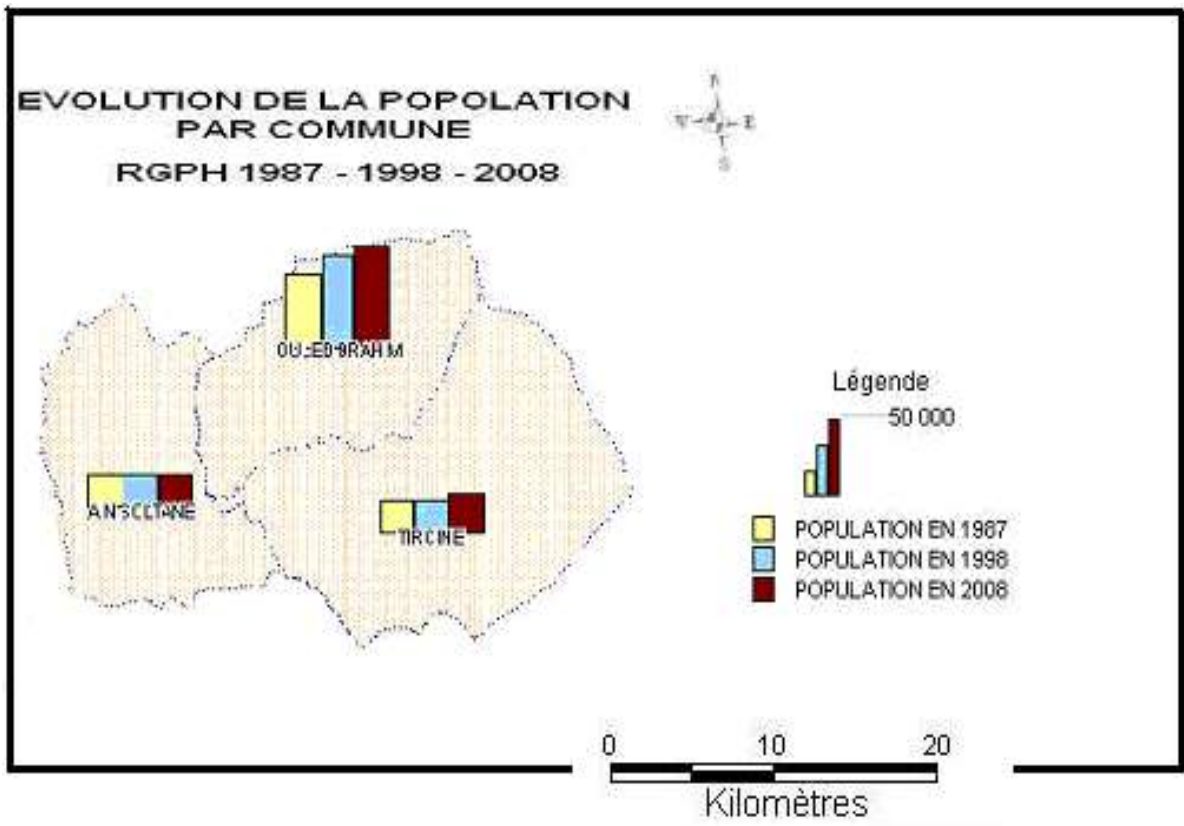 EVOLUTION DE LA POPOLATION
PAR COMMUNE
RGPH 1987 - 1998 - 2008
N
W E
S
Légende
50 000
TIRCINE
POPULATION EN 1987
POPULATION EN 1998
POPULATION EN 2008
0 10 20
Kilomètres